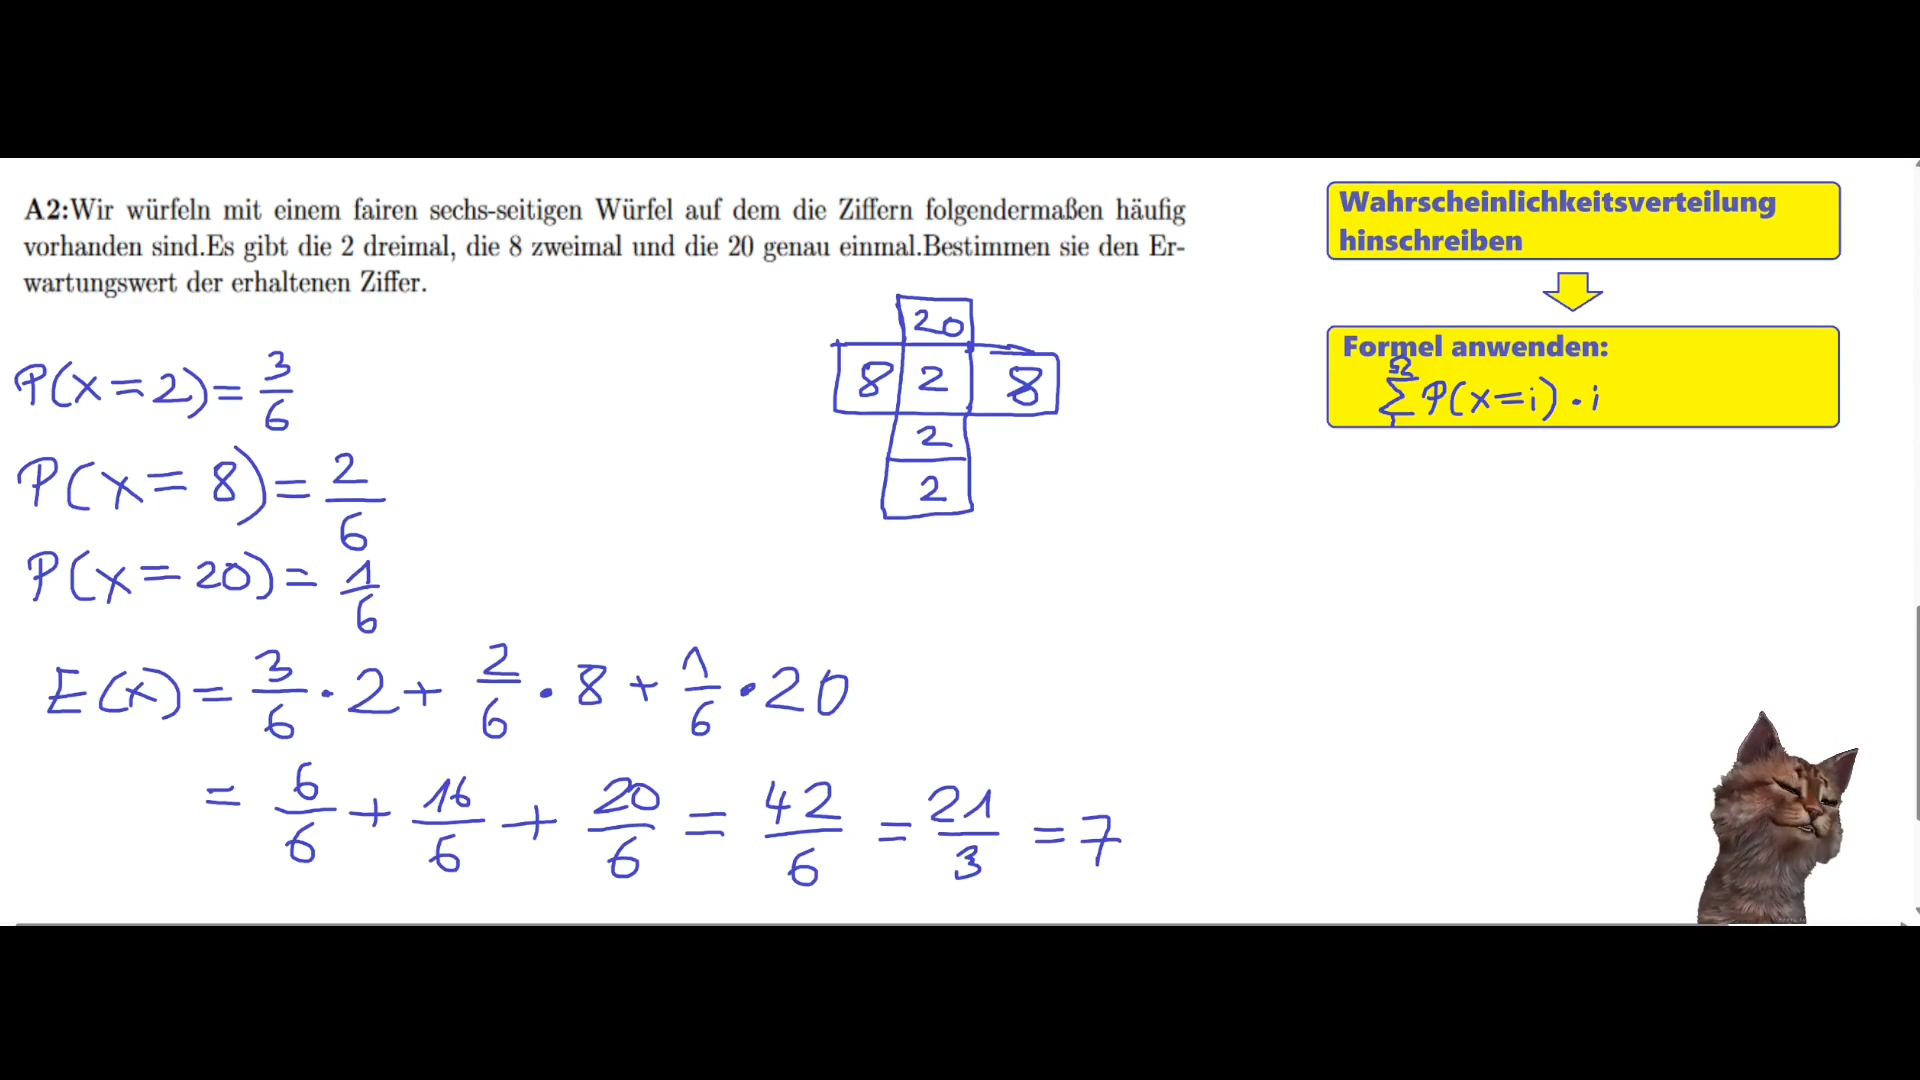 A2:Wir würfeln mit einem fairen sechs-seitigen Würfel auf dem die Ziffern folgendermaßen häufig
vorhanden sind.Es gibt die 2 dreimal, die 8 zweimal und die 20 genau einmal.Bestimmen sie den Er-
wartungswert der erhaltenen Ziffer.
20
8 2 8
2
2
P(x=2)=3/6
P(x=8)=2/6
P(x=20)=1/6
E(x)=3/6·2+2/6·8+1/6·20
=6/6+16/6+20/6=42/6=21/3=7
Wahrscheinlichkeitsverteilung
hinschreiben
Formel anwenden:
Ω
∑P(x=i)·i